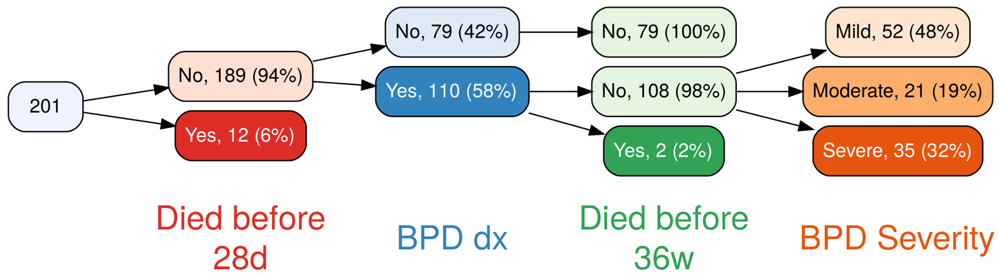 201
No, 189 (94%)
Yes, 12 (6%)
No, 79 (42%)
Yes, 110 (58%)
No, 79 (100%)
No, 108 (98%)
Yes, 2 (2%)
Mild, 52 (48%)
Moderate, 21 (19%)
Severe, 35 (32%)
Died before
28d
BPD dx
Died before
36w
BPD Severity